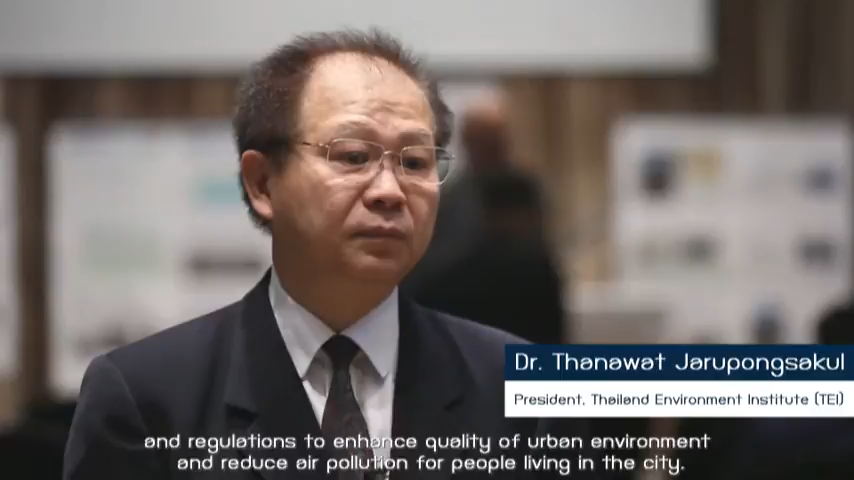 Dr. Thanawat Jarupongsakul
President, Thailand Environment Institute (TEI)
and regulations to enhance quality of urban environment
and reduce air pollution for people living in the city.